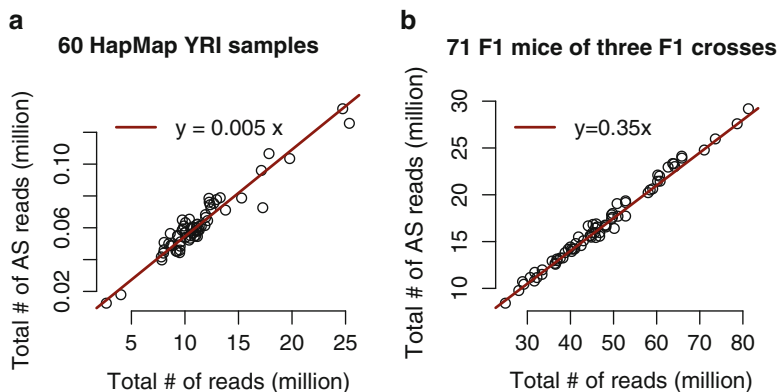 a
60 HapMap YRI samples
Total # of AS reads (million)
0.02 0.06 0.10
y = 0.005 x
5 10 15 20 25
Total # of reads (million)
b
71 F1 mice of three F1 crosses
Total # of AS reads (million)
10 15 20 25 30
y=0.35x
30 40 50 60 70 80
Total # of reads (million)